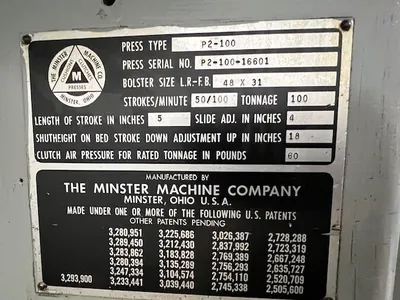 THE MINSTER MACHINE CO.
M
PRESSES
MINSTER, OHIO
PRESS TYPE P2-100
PRESS SERIAL NO. P2-100-16601
BOLSTER SIZE L.R.-F.B. 48 X 31
STROKES/MINUTE 50/100 TONNAGE 100
LENGTH OF STROKE IN INCHES 5 SLIDE ADJ. IN INCHES 4
SHUTHEIGHT ON BED STROKE DOWN ADJUSTMENT UP IN INCHES 18
CLUTCH AIR PRESSURE FOR RATED TONNAGE IN POUNDS 60
MANUFACTURED BY
THE MINSTER MACHINE COMPANY
MINSTER, OHIO U.S.A.
MADE UNDER ONE OR MORE OF THE FOLLOWING U.S. PATENTS
OTHER PATENTS PENDING
3,280,951 3,225,686 3,026,387 2,728,288
3,289,450 3,212,430 2,837,992 2,723,319
3,283,862 3,183,828 2,769,389 2,667,248
3,280,394 3,135,289 2,756,293 2,635,727
3,247,334 3,104,574 2,754,110 2,520,709
3,293,900 3,233,441 3,039,440 2,745,338 2,505,600